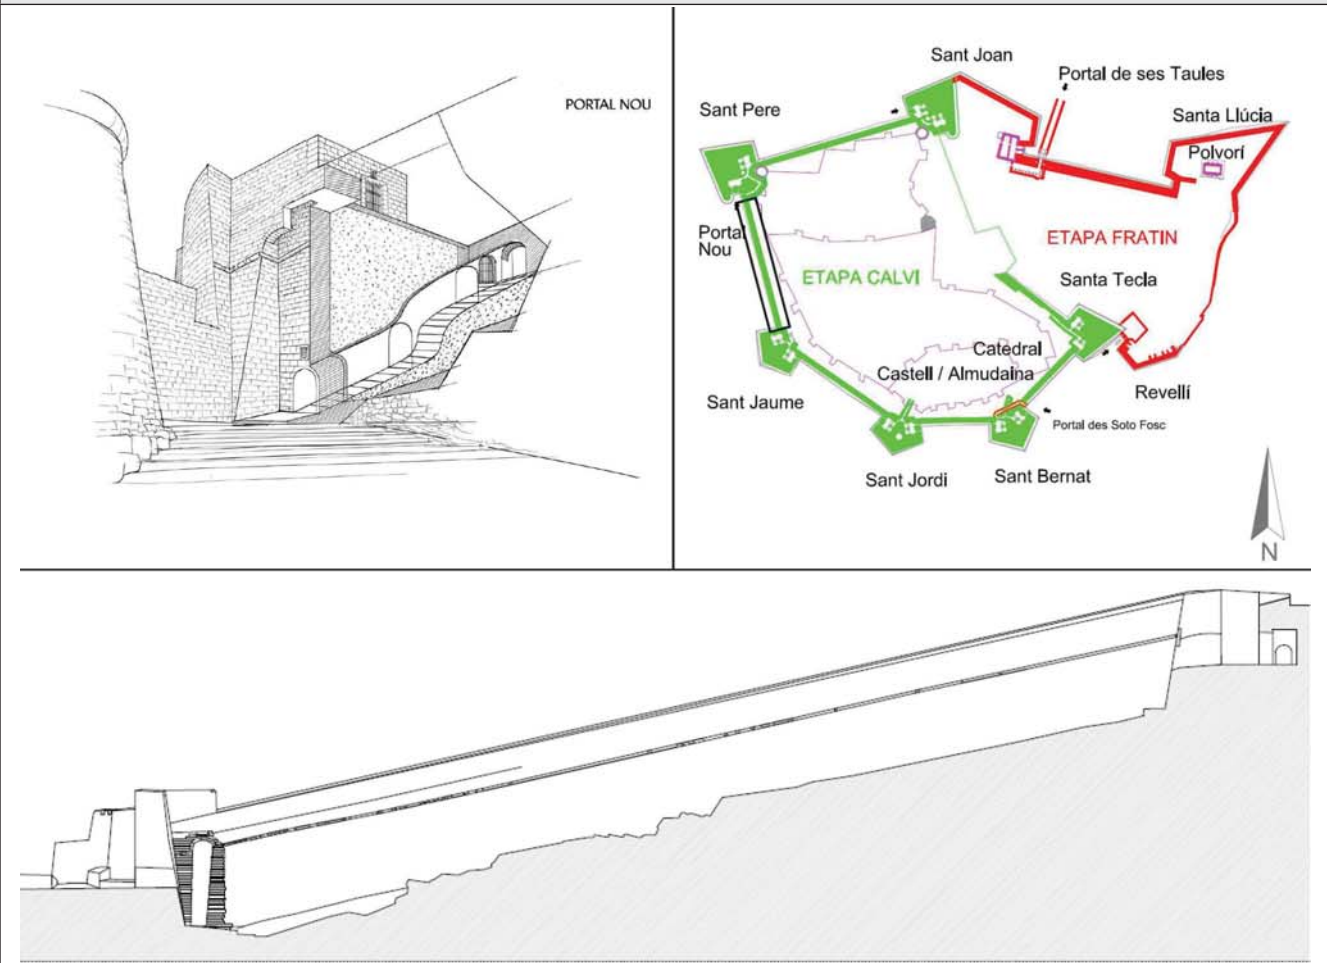 PORTAL NOU
Sant Joan
Portal de ses Taules
Sant Pere
Santa Llúcia
Polvorí
Portal
Nou
ETAPA FRATIN
ETAPA CALVI
Santa Tecla
Catedral
Castell / Almudaina
Revellí
Sant Jaume
Portal des Soto Fosc
Sant Jordi
Sant Bernat
N